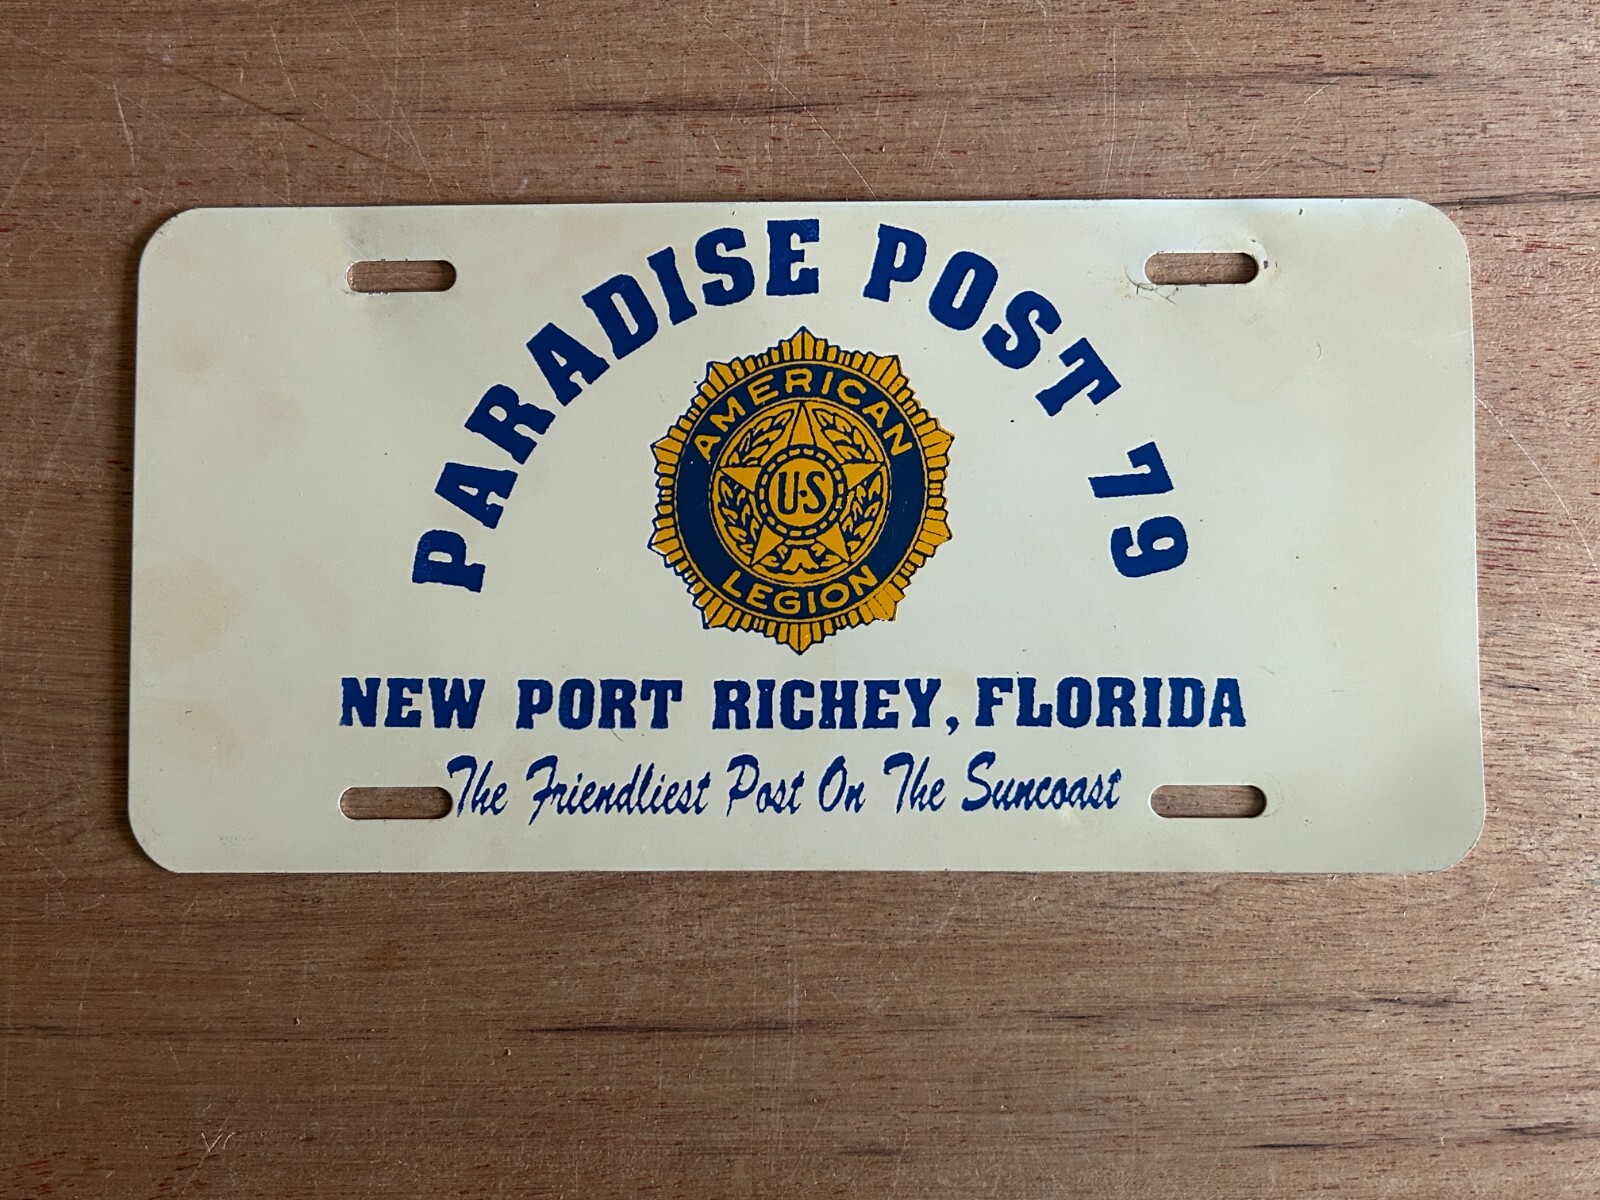 PARADISE POST 79
AMERICAN
U.S
LEGION
NEW PORT RICHEY, FLORIDA
The Friendliest Post On The Suncoast